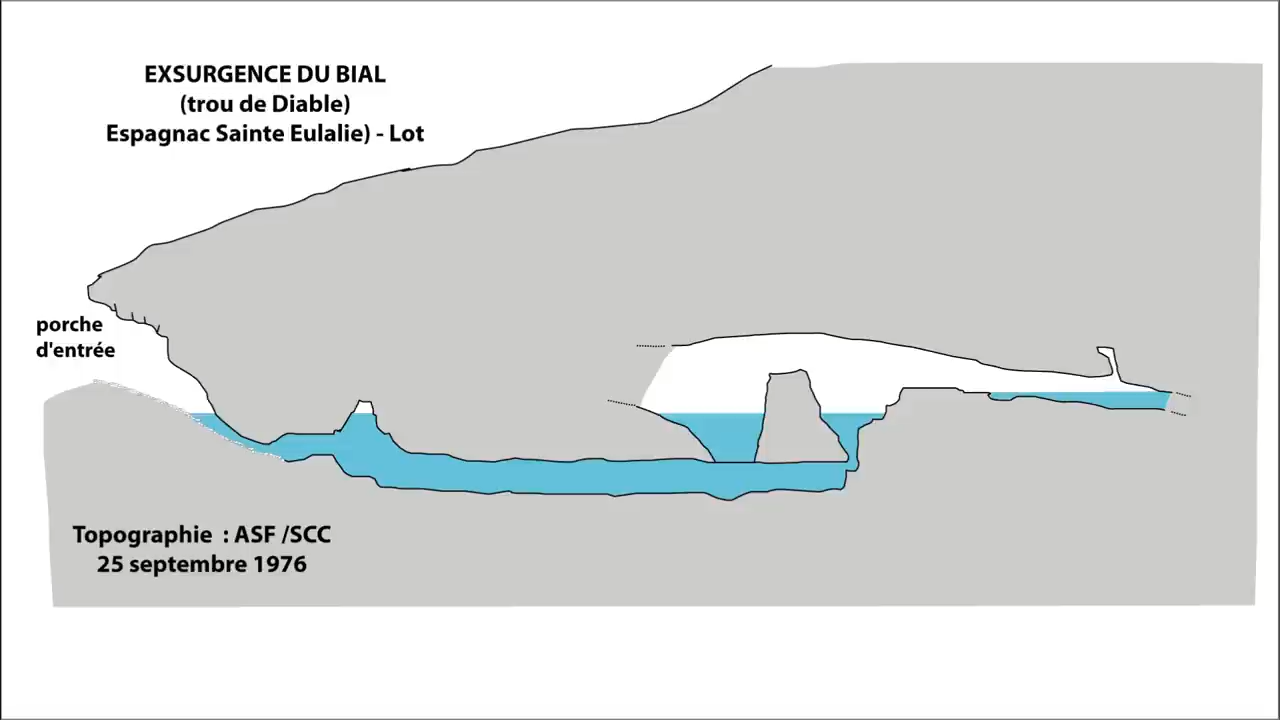 EXSURGENCE DU BIAL
(trou de Diable)
Espagnac Sainte Eulalie) - Lot
porche
d'entrée
Topographie : ASF /SCC
25 septembre 1976